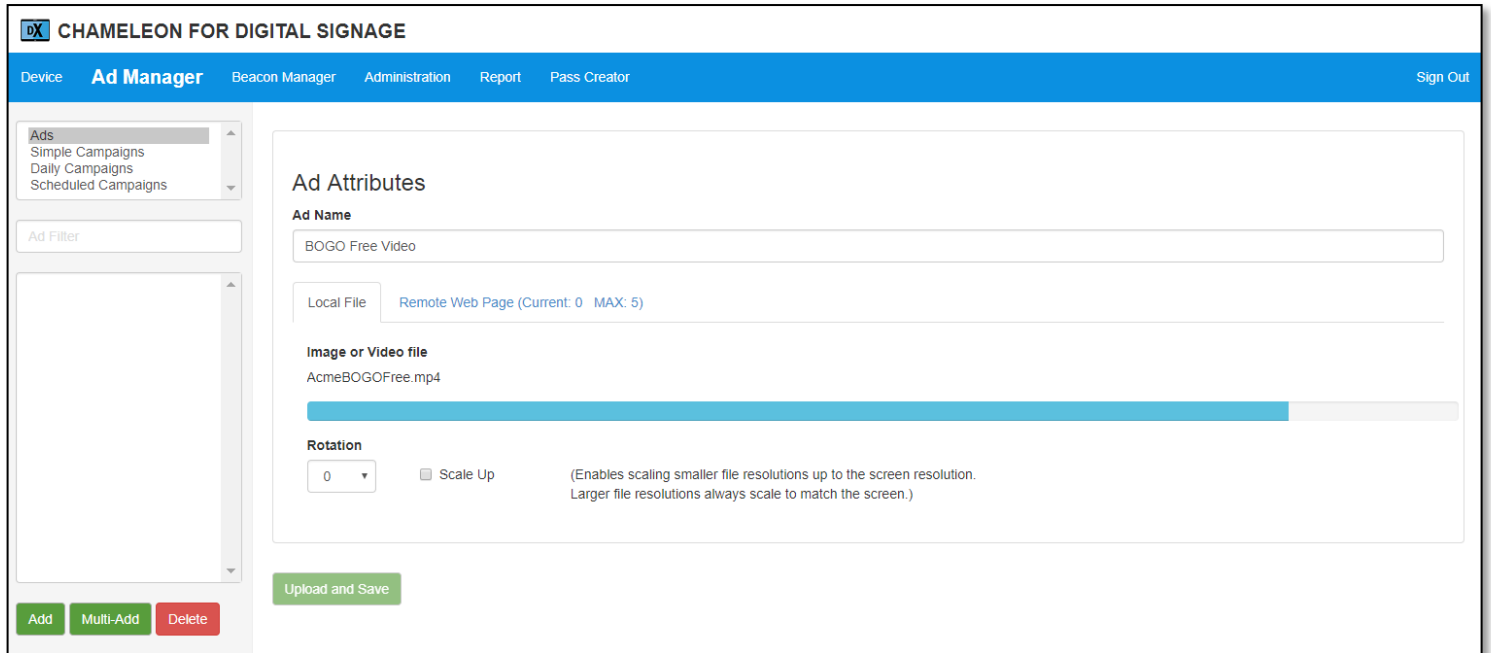 DX CHAMELEON FOR DIGITAL SIGNAGE
Device Ad Manager Beacon Manager Administration Report Pass Creator Sign Out
Ads
Simple Campaigns
Daily Campaigns
Scheduled Campaigns
Ad Filter
Add Multi-Add Delete
Ad Attributes
Ad Name
BOGO Free Video
Local File Remote Web Page (Current: 0 MAX: 5)
Image or Video file
AcmeBOGOFree.mp4
Rotation
0 Scale Up (Enables scaling smaller file resolutions up to the screen resolution.
Larger file resolutions always scale to match the screen.)
Upload and Save